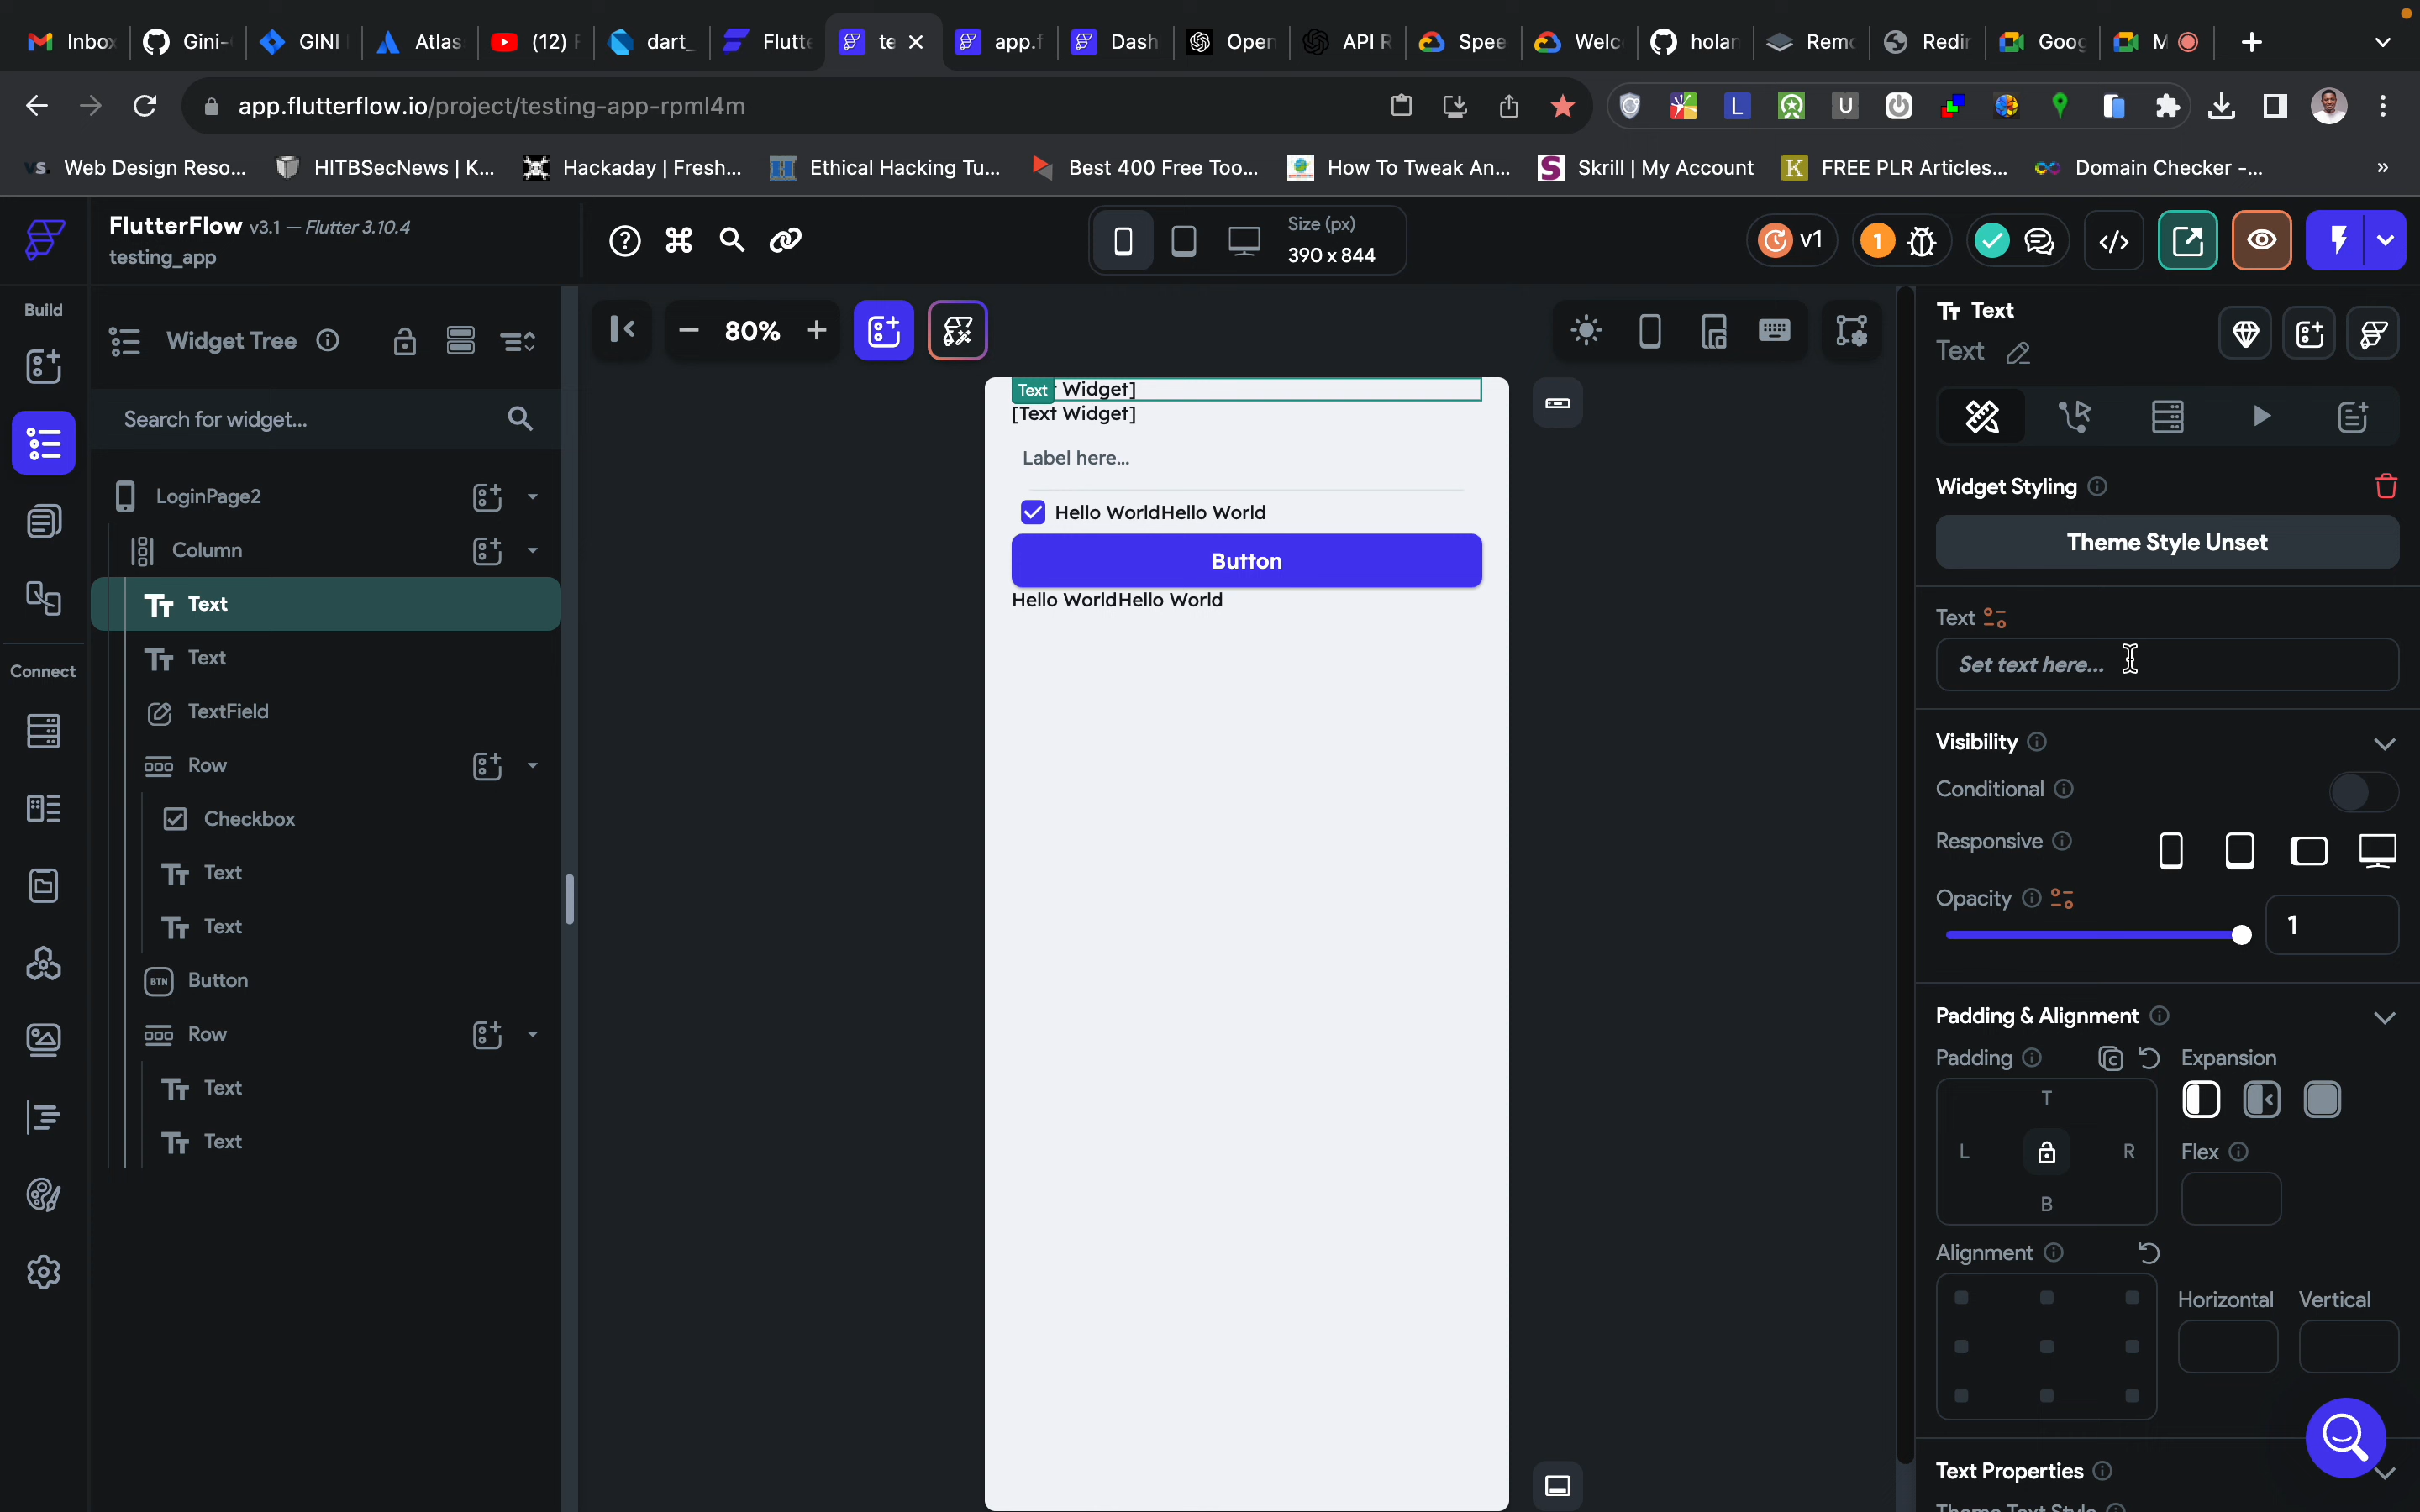 Inbox
Gini-
GINI
Atlas
(12) F
dart_
Flutte
te
app.f
Dash
Open
API R
Spee
Welc
holan
Remo
Redir
Goog
M
app.flutterflow.io/project/testing-app-rpml4m
Web Design Reso...
HITBSecNews | K...
Hackaday | Fresh...
Ethical Hacking Tu...
Best 400 Free Too...
How To Tweak An...
Skrill | My Account
FREE PLR Articles...
Domain Checker -...
»
FlutterFlow v3.1 — Flutter 3.10.4
testing_app
Size (px)
390 x 844
v1
1
Build
Widget Tree
80%
Search for widget...
LoginPage2
Column
Text
Text
TextField
Row
Checkbox
Text
Text
BTN Button
Row
Text
Text
Connect
Text Widget]
[Text Widget]
Label here...
Hello WorldHello World
Button
Hello WorldHello World
Text
Text
Widget Styling
Theme Style Unset
Text
Set text here...
Visibility
Conditional
Responsive
Opacity
1
Padding & Alignment
Padding
Expansion
T
L
R
B
Flex
Alignment
Horizontal
Vertical
Text Properties
Theme Text Style